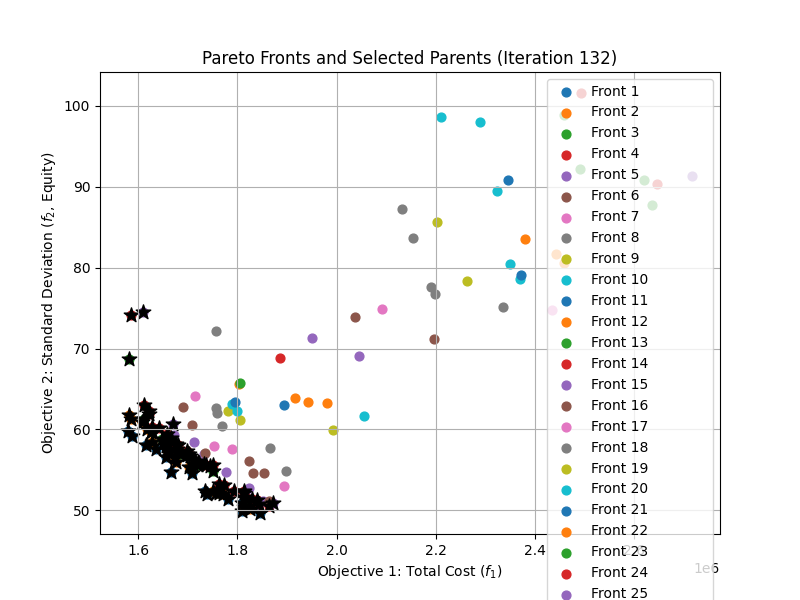 Pareto Fronts and Selected Parents (Iteration 132)
Objective 2: Standard Deviation (f₂, Equity)
100
90
80
70
60
50
1.6
1.8
2.0
2.2
2.4
1e6
Objective 1: Total Cost (f₁)
Front 1
Front 2
Front 3
Front 4
Front 5
Front 6
Front 7
Front 8
Front 9
Front 10
Front 11
Front 12
Front 13
Front 14
Front 15
Front 16
Front 17
Front 18
Front 19
Front 20
Front 21
Front 22
Front 23
Front 24
Front 25